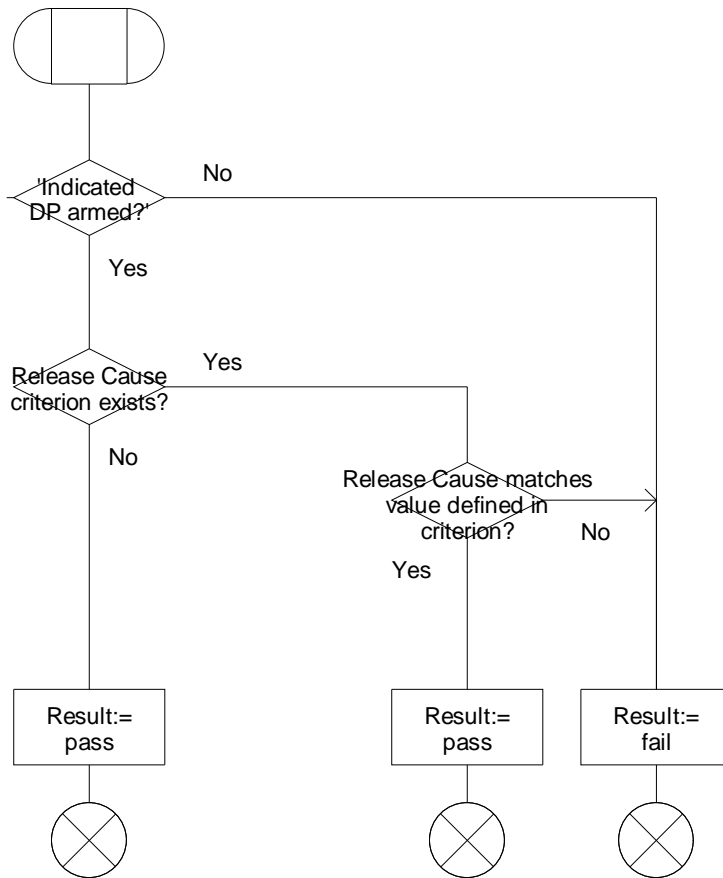 No
'Indicated
DP armed?'
Yes
Yes
Release Cause
criterion exists?
No
Release Cause matches
value defined in
criterion?
No
Yes
Result:=
pass
Result:=
pass
Result:=
fail